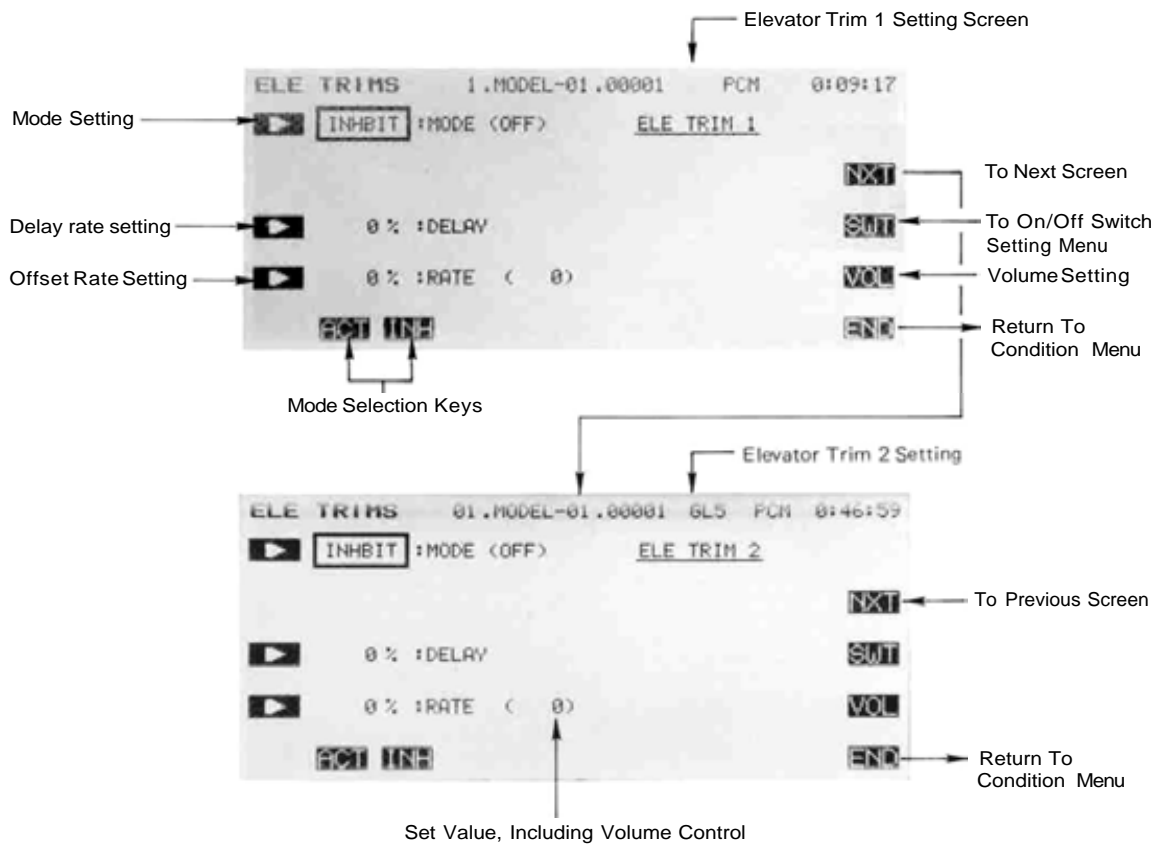 Elevator Trim 1 Setting Screen
ELE TRIMS 1.MODEL-01.00001 PCM 0:09:17
Mode Setting
INHBIT :MODE (OFF) ELE TRIM 1
NXT
To Next Screen
Delay rate setting
0 % :DELAY
SWT
To On/Off Switch
Setting Menu
Offset Rate Setting
0 % :RATE ( 0)
VOL
Volume Setting
ACT INH
END
Return To
Condition Menu
Mode Selection Keys
Elevator Trim 2 Setting
ELE TRIMS 01.MODEL-01.00001 GL5 PCM 0:46:59
INHBIT :MODE (OFF) ELE TRIM 2
NXT
To Previous Screen
0 % :DELAY
SWT
0 % :RATE ( 0)
VOL
ACT INH
END
Return To
Condition Menu
Set Value, Including Volume Control